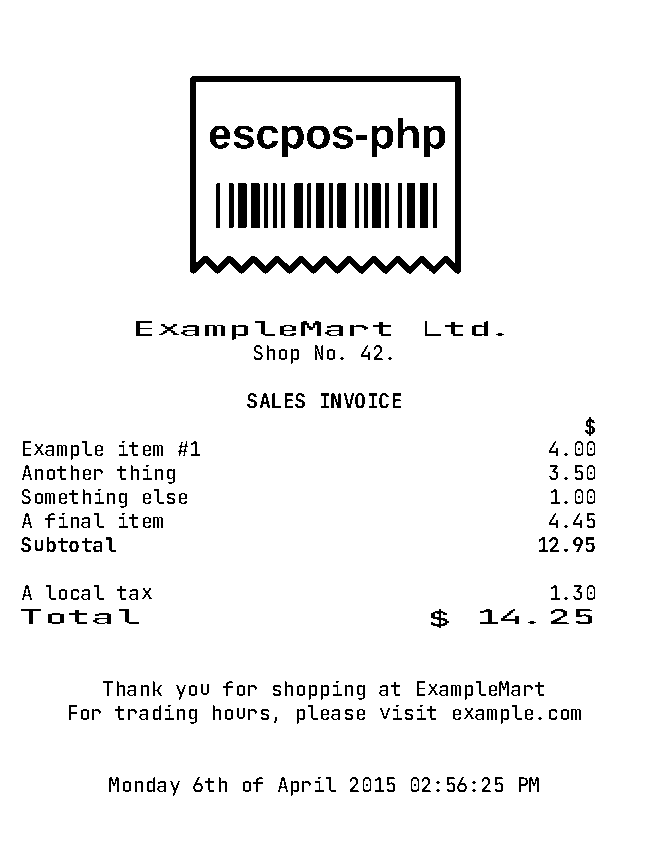 escpos-php
ExampleMart Ltd.
Shop No. 42.
SALES INVOICE
$
Example item #1 4.00
Another thing 3.50
Something else 1.00
A final item 4.45
Subtotal 12.95
A local tax 1.30
Total $ 14.25
Thank you for shopping at ExampleMart
For trading hours, please visit example.com
Monday 6th of April 2015 02:56:25 PM